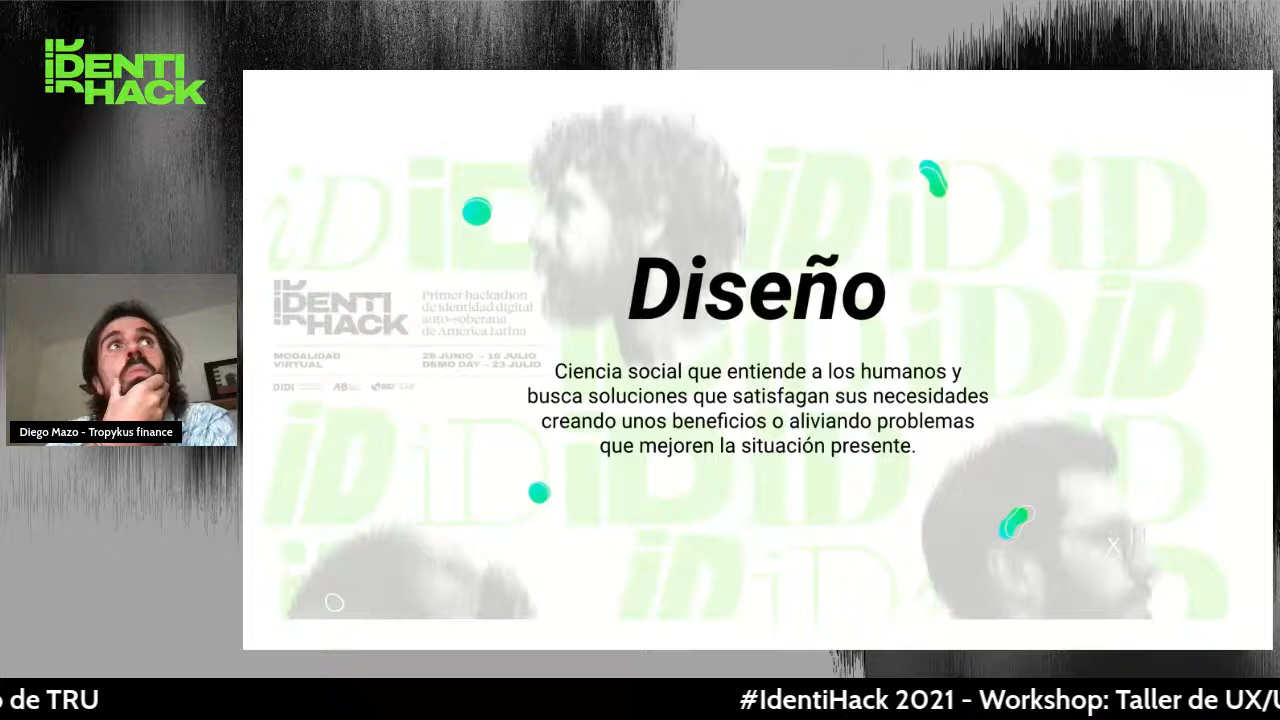 IDENTI
HACK
Diseño
IDENTI
HACK
Primer hackathon
de identidad digital
auto-soberana
de América Latina
MODALIDAD
VIRTUAL
28 JUNIO → 16 JULIO
DEMO DAY → 23 JULIO
DIDI
Ciencia social que entiende a los humanos y
busca soluciones que satisfagan sus necesidades
creando unos beneficios o aliviando problemas
que mejoren la situación presente.
Diego Mazo - Tropykus finance
o de TRU
#IdentiHack 2021 - Workshop: Taller de UX/U